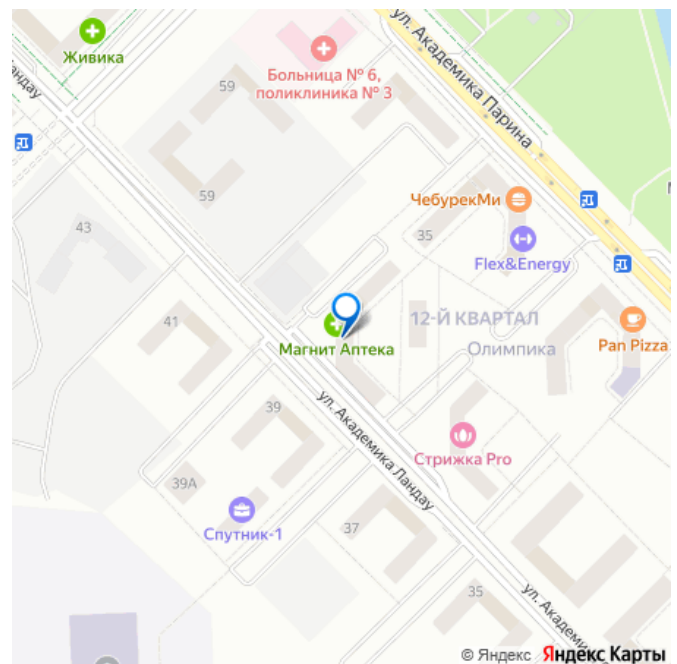 Живика
Ландау
Больница № 6,
поликлиника № 3
ул. Академика Парина
59
59
43
ЧебурекМи
35
Flex&Energy
41
Магнит Аптека
12-Й КВАРТАЛ
Олимпика
Pan Pizza
39
ул. Академика Ландау
Стрижка Pro
39А
Спутник-1
37
35
ул. Академи
© Яндекс Яндекс Карты